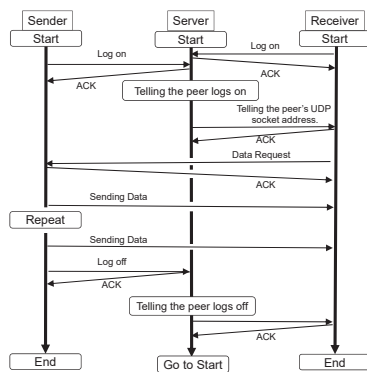 Sender Server Receiver
Start Start Start
Log on
Log on
ACK
ACK
Telling the peer logs on
Telling the peer's UDP
socket address.
ACK
Data Request
ACK
Sending Data
Repeat
Sending Data
Log off
ACK
Telling the peer logs off
ACK
End Go to Start End